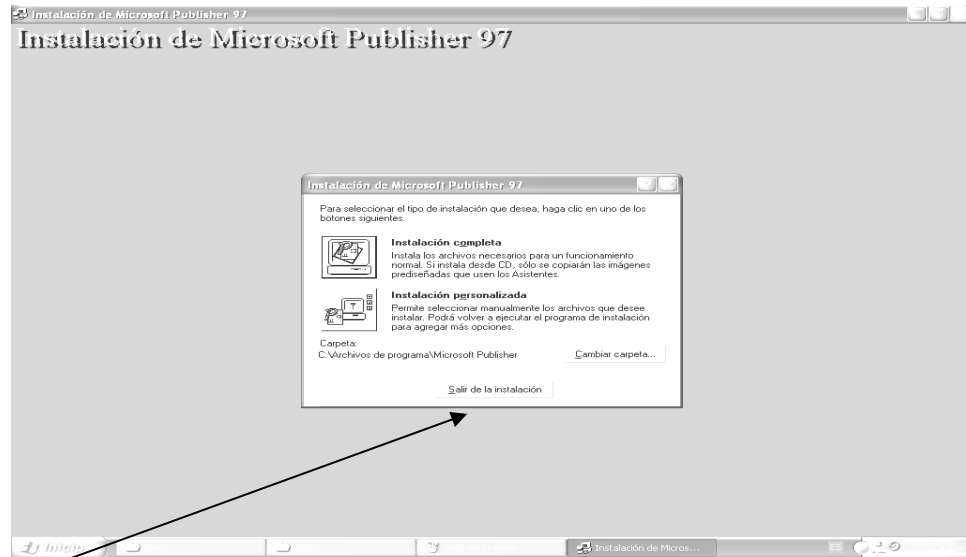 Instalación de Microsoft Publisher 97
Instalación de Microsoft Publisher 97
Instalación de Microsoft Publisher 97
Para seleccionar el tipo de instalación que desea, haga clic en uno de los
botones siguientes.
Instalación completa
Instala los archivos necesarios para un funcionamiento
normal. Si instala desde CD, sólo se copiarán las imágenes
prediseñadas que usen los Asistentes.
Instalación personalizada
Permite seleccionar manualmente los archivos que desee
instalar. Podrá volver a ejecutar el programa de instalación
para agregar más opciones.
Carpeta:
C:\Archivos de programa\Microsoft Publisher
Cambiar carpeta...
Salir de la instalación
Inicio
Instalación de Micros...
ES